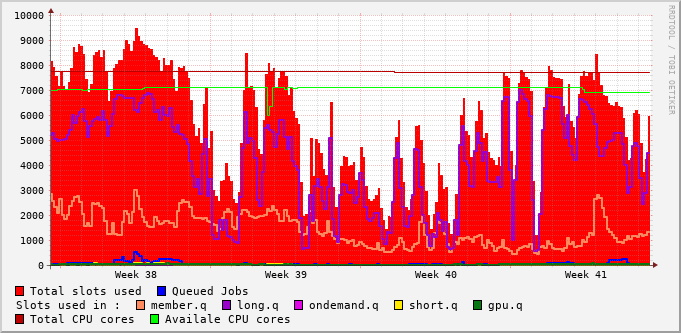 10000
9000
8000
7000
6000
5000
4000
3000
2000
1000
0
Week 38 Week 39 Week 40 Week 41
RRDTOOL / TOBI OETIKER
Total slots used Queued Jobs
Slots used in : member.q long.q ondemand.q short.q gpu.q
Total CPU cores Availale CPU cores